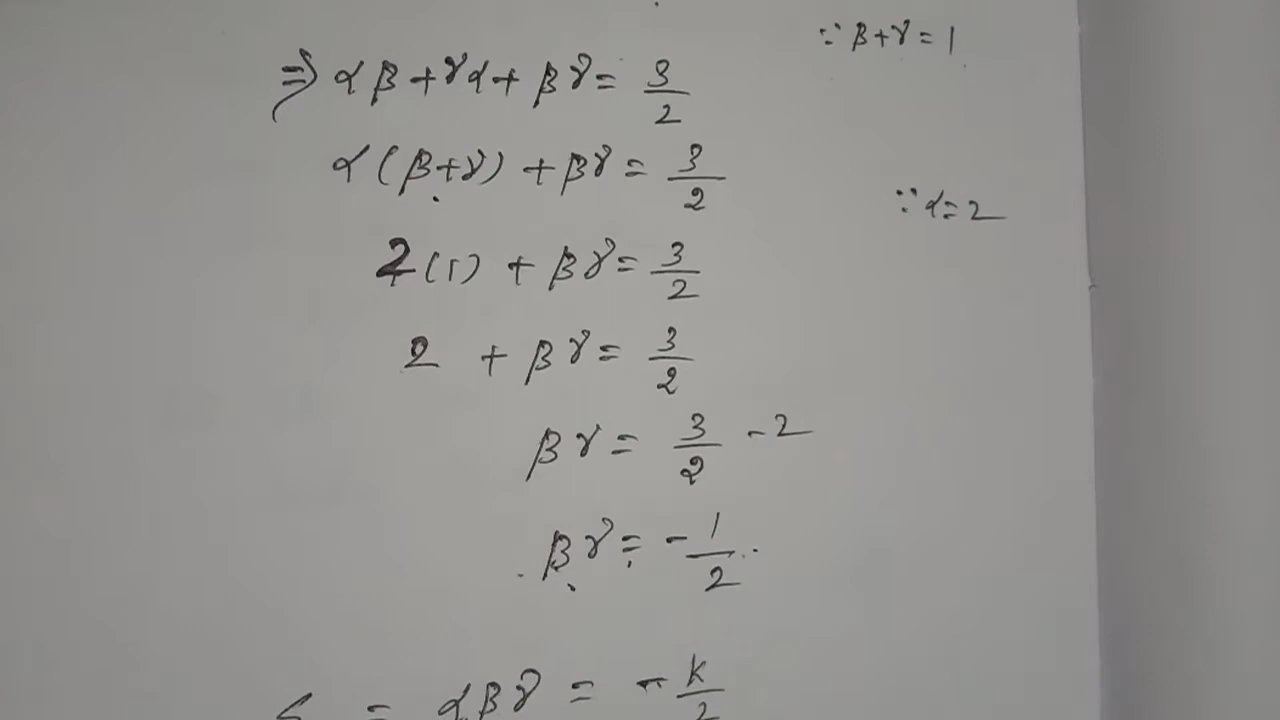 ∵ β+γ = 1
⇒ αβ + γα + βγ = 3/2
α(β+γ) + βγ = 3/2
∵ α = 2
2(1) + βγ = 3/2
2 + βγ = 3/2
βγ = 3/2 - 2
βγ = -1/2
= αβγ = -k/2